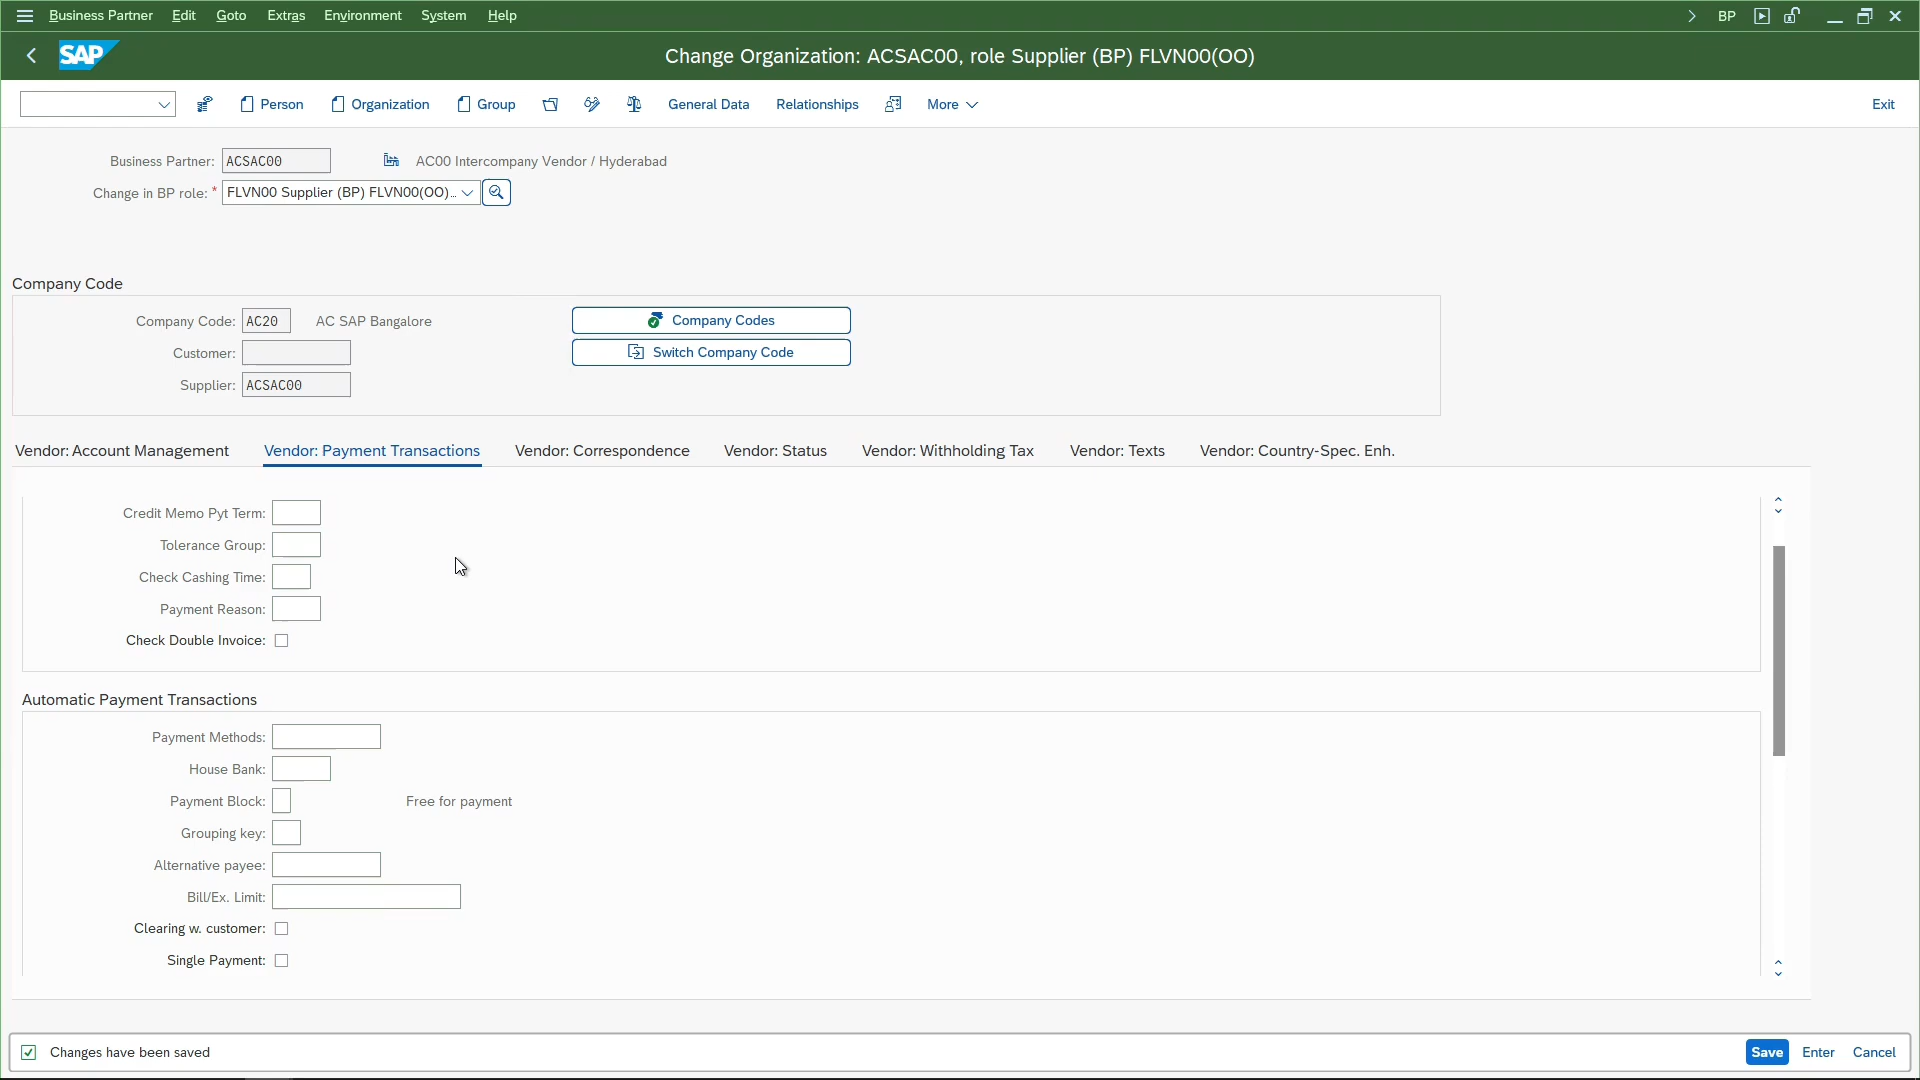 Business Partner Edit Goto Extras Environment System Help BP
SAP Change Organization: ACSAC00, role Supplier (BP) FLVN00(OO)
Person Organization Group General Data Relationships More Exit
Business Partner: ACSAC00 AC00 Intercompany Vendor / Hyderabad
Change in BP role: * FLVN00 Supplier (BP) FLVN00(OO)...
Company Code
Company Code: AC20 AC SAP Bangalore Company Codes
Customer: Switch Company Code
Supplier: ACSAC00
Vendor: Account Management Vendor: Payment Transactions Vendor: Correspondence Vendor: Status Vendor: Withholding Tax Vendor: Texts Vendor: Country-Spec. Enh.
Credit Memo Pyt Term:
Tolerance Group:
Check Cashing Time:
Payment Reason:
Check Double Invoice:
Automatic Payment Transactions
Payment Methods:
House Bank:
Payment Block: Free for payment
Grouping key:
Alternative payee:
Bill/Ex. Limit:
Clearing w. customer:
Single Payment:
Changes have been saved Save Enter Cancel